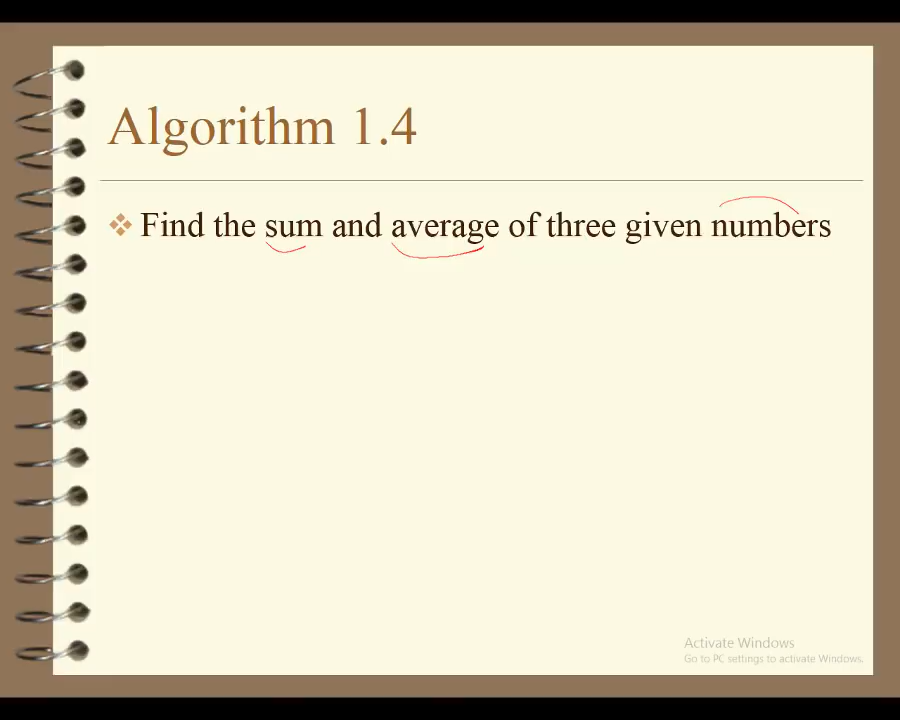 Algorithm 1.4
Find the sum and average of three given numbers
Activate Windows
Go to PC settings to activate Windows.